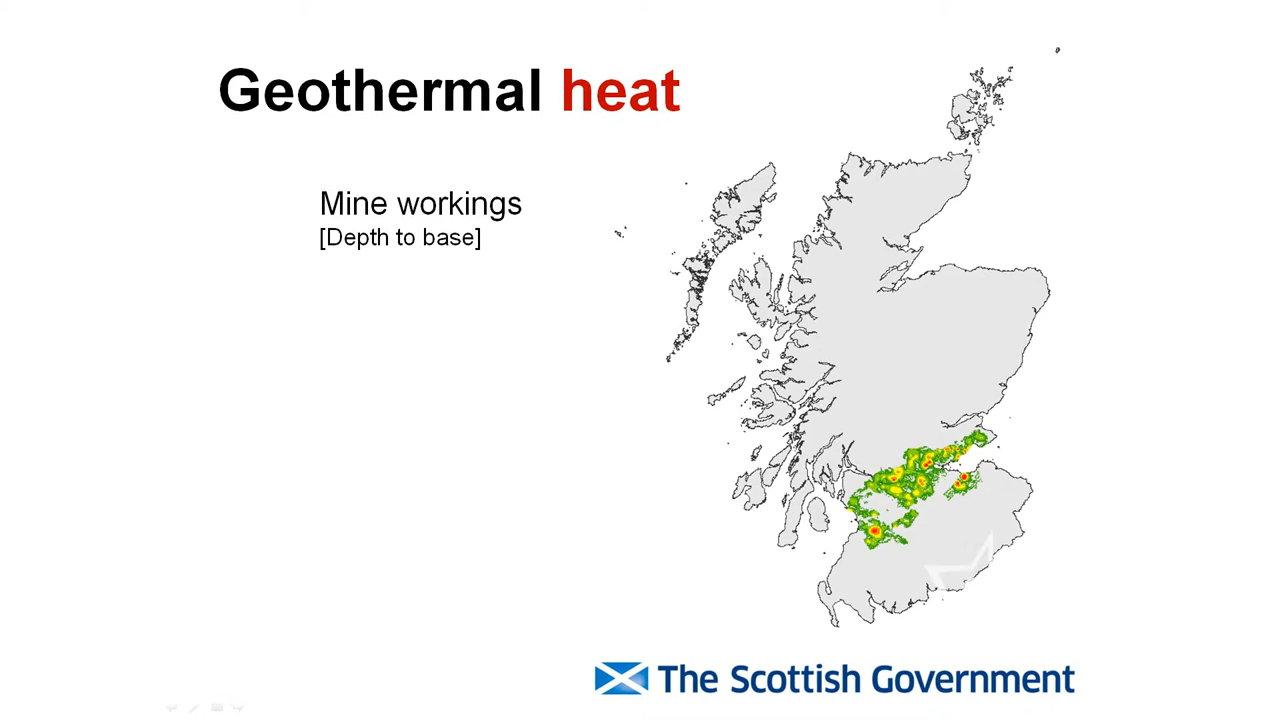 Geothermal heat
Mine workings
[Depth to base]
The Scottish Government